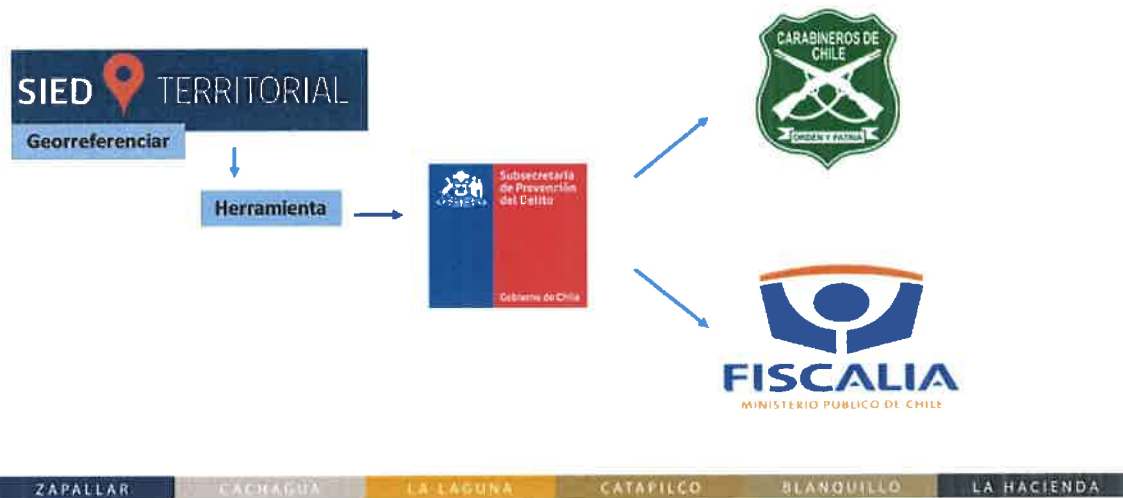 SIED TERRITORIAL
Georreferenciar
Herramienta
Subsecretaría
de Prevención
del Delito
Gobierno de Chile
CARABINEROS DE
CHILE
ORDEN Y PATRIA
FISCALIA
MINISTERIO PUBLICO DE CHILE
ZAPALLAR CACHAGUA LA LAGUNA CATAPILCO BLANQUILLO LA HACIENDA